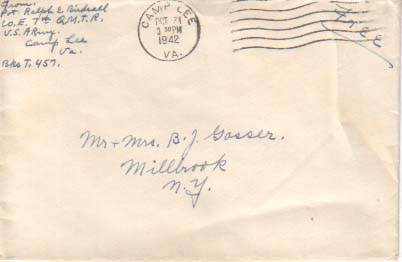 From:
Pvt Ralph E Birdsall
Co. E. 7th Q.M.T.R.
U.S. Army.
Camp Lee
Va.
Bks T. 457.
CAMP LEE
OCT 21
3 30PM
1942
VA.
Free
Mr + Mrs. B. J. Gosser.
Millbrook
N.Y.